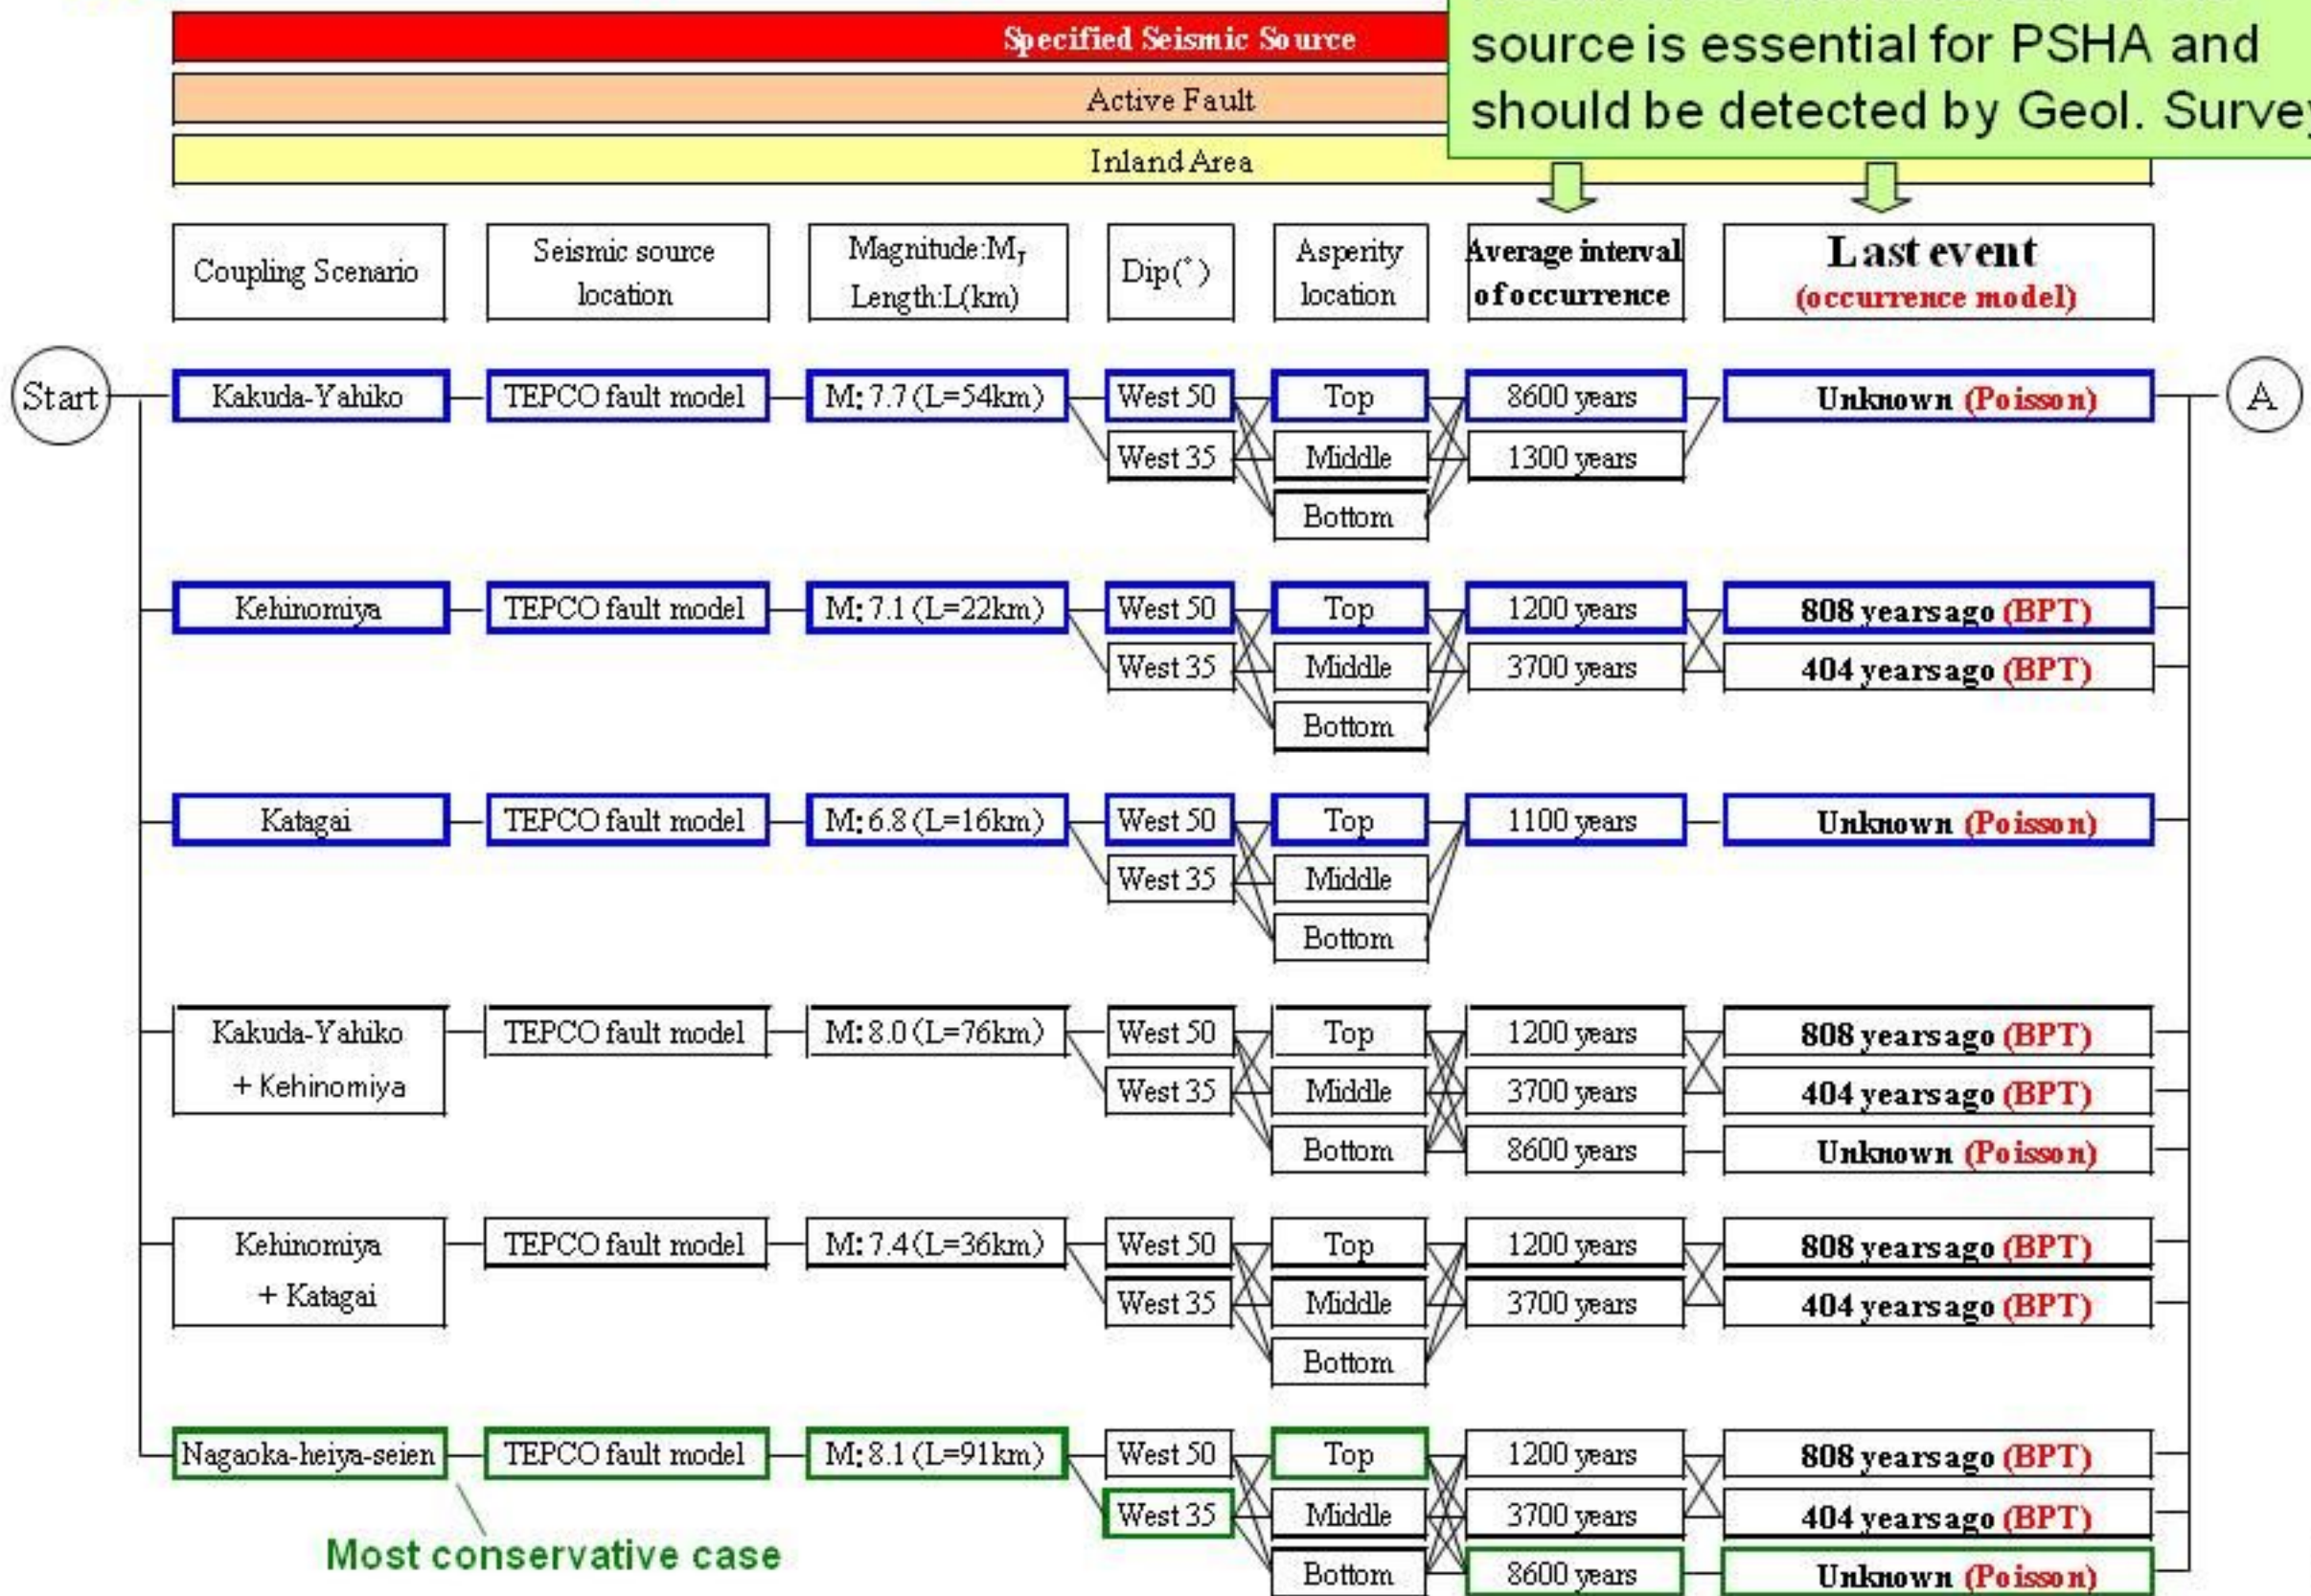 Specified Seismic Source
source is essential for PSHA and
should be detected by Geol. Survey
Active Fault
Inland Area
Coupling Scenario
Seismic source
location
Magnitude:MJ
Length:L(km)
Dip(°)
Asperity
location
Average interval
of occurrence
Last event
(occurrence model)
Start
Kakuda-Yahiko
TEPCO fault model
M: 7.7 (L=54km)
West 50
Top
8600 years
Unknown (Poisson)
A
West 35
Middle
1300 years
Bottom
Kehinomiya
TEPCO fault model
M: 7.1 (L=22km)
West 50
Top
1200 years
808 years ago (BPT)
West 35
Middle
3700 years
404 years ago (BPT)
Bottom
Katagai
TEPCO fault model
M: 6.8 (L=16km)
West 50
Top
1100 years
Unknown (Poisson)
West 35
Middle
Bottom
Kakuda-Yahiko
+ Kehinomiya
TEPCO fault model
M: 8.0 (L=76km)
West 50
Top
1200 years
808 years ago (BPT)
West 35
Middle
3700 years
404 years ago (BPT)
Bottom
8600 years
Unknown (Poisson)
Kehinomiya
+ Katagai
TEPCO fault model
M: 7.4 (L=36km)
West 50
Top
1200 years
808 years ago (BPT)
West 35
Middle
3700 years
404 years ago (BPT)
Bottom
Nagaoka-heiya-seien
TEPCO fault model
M: 8.1 (L=91km)
West 50
Top
1200 years
808 years ago (BPT)
West 35
Middle
3700 years
404 years ago (BPT)
Most conservative case
Bottom
8600 years
Unknown (Poisson)